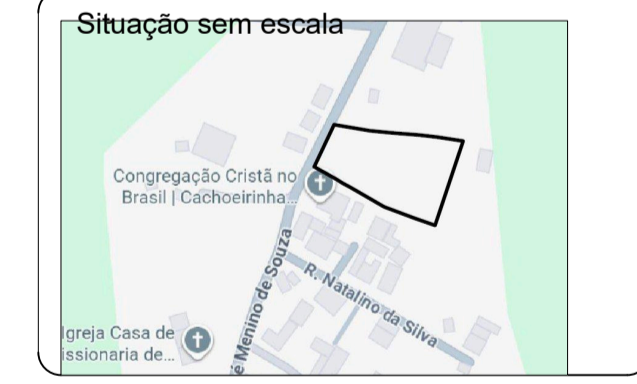 Situação sem escala
Congregação Cristã no
Brasil | Cachoeirinha...
é Menino de Souza
R. Natalino da Silva
Igreja Casa de
issionaria de...